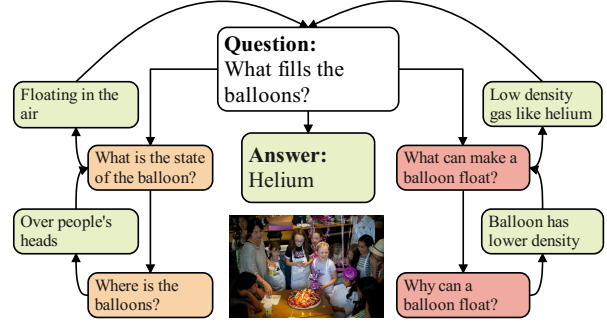 Question:
What fills the
balloons?
Floating in the
air
Low density
gas like helium
What is the state
of the balloon?
Answer:
Helium
What can make a
balloon float?
Over people's
heads
Balloon has
lower density
Where is the
balloons?
Why can a
balloon float?